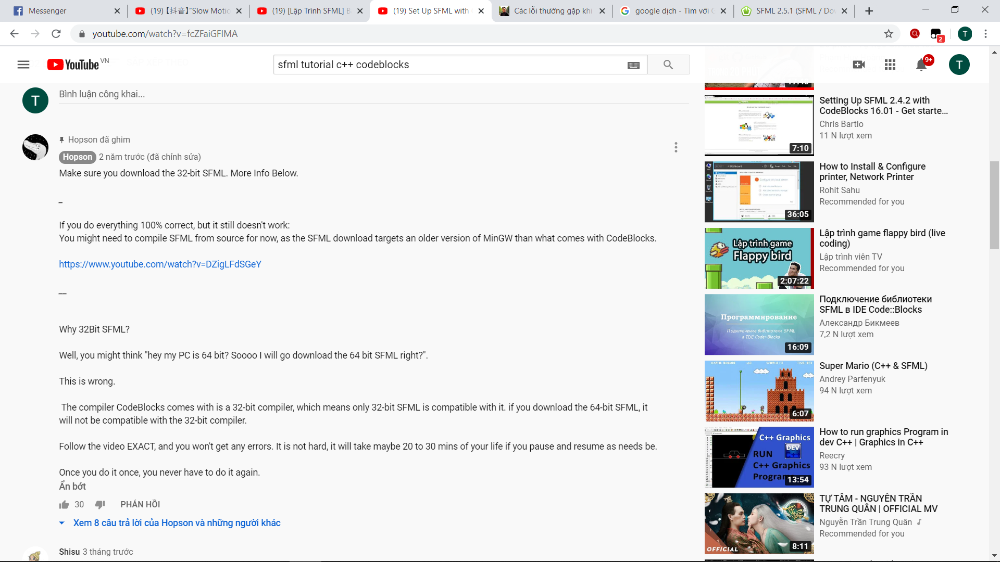 Messenger
(19) 【抖音】"Slow Motio
(19) [Lập Trình SFML] B
(19) Set Up SFML with
Các lỗi thường gặp khi
google dịch - Tìm với G
SFML 2.5.1 (SFML / Dow
youtube.com/watch?v=fcZFaiGFIMA
2
T
YouTube VN
sfml tutorial c++ codeblocks
9+
T
T
Bình luận công khai...
Hopson đã ghim
Hopson 2 năm trước (đã chỉnh sửa)
Make sure you download the 32-bit SFML. More Info Below.
_
If you do everything 100% correct, but it still doesn't work:
You might need to compile SFML from source for now, as the SFML download targets an older version of MinGW than what comes with CodeBlocks.
https://www.youtube.com/watch?v=DZigLFdSGeY
__
Why 32Bit SFML?
Well, you might think "hey my PC is 64 bit? Soooo I will go download the 64 bit SFML right?".
This is wrong.
The compiler CodeBlocks comes with is a 32-bit compiler, which means only 32-bit SFML is compatible with it. if you download the 64-bit SFML, it
will not be compatible with the 32-bit compiler.
Follow the video EXACT, and you won't get any errors. It is not hard, it will take maybe 20 to 30 mins of your life if you pause and resume as needs be.
Once you do it once, you never have to do it again.
Ẩn bớt
30 PHẢN HỒI
Xem 8 câu trả lời của Hopson và những người khác
Shisu 3 tháng trước
Setting Up SFML 2.4.2 with
CodeBlocks 16.01 - Get starte...
Chris Bartlo
11 N lượt xem
7:10
How to Install & Configure
printer, Network Printer
Rohit Sahu
Recommended for you
36:05
Lập trình game
Flappy bird
2:07:22
Lập trình game flappy bird (live
coding)
Lập trình viên TV
Recommended for you
Программирование
Подключение библиотеки SFML
в IDE Code::Blocks
16:09
Подключение библиотеки
SFML в IDE Code::Blocks
Александр Бикмеев
7,2 N lượt xem
6:07
Super Mario (C++ & SFML)
Andrey Parfenyuk
94 N lượt xem
C++ Graphics
DEV
C++
RUN
C++ Graphics
Program
13:54
How to run graphics Program in
dev C++ | Graphics in C++
Reecry
93 N lượt xem
OFFICIAL
8:11
TỰ TÂM - NGUYỄN TRẦN
TRUNG QUÂN | OFFICIAL MV
Nguyễn Trần Trung Quân
Recommended for you